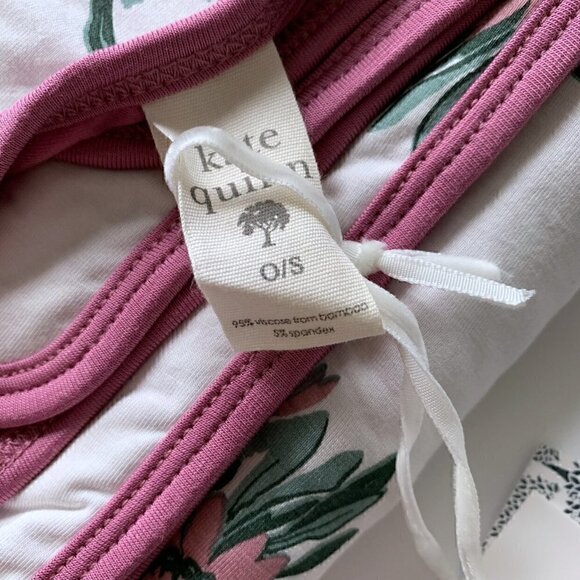 kate
quinn
O/S
95% viscose from bamboo
5% spandex